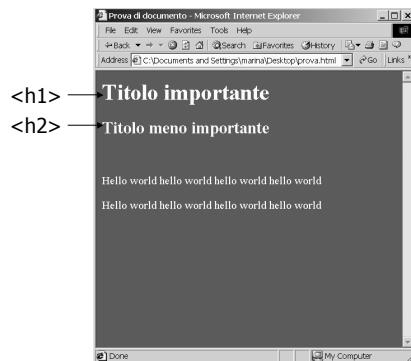 Prova di documento - Microsoft Internet Explorer
File Edit View Favorites Tools Help
Back Search Favorites History
Address C:\Documents and Settings\marina\Desktop\prova.html Go Links »
<h1> Titolo importante
<h2> Titolo meno importante
Hello world hello world hello world hello world
Hello world hello world hello world hello world
Done My Computer